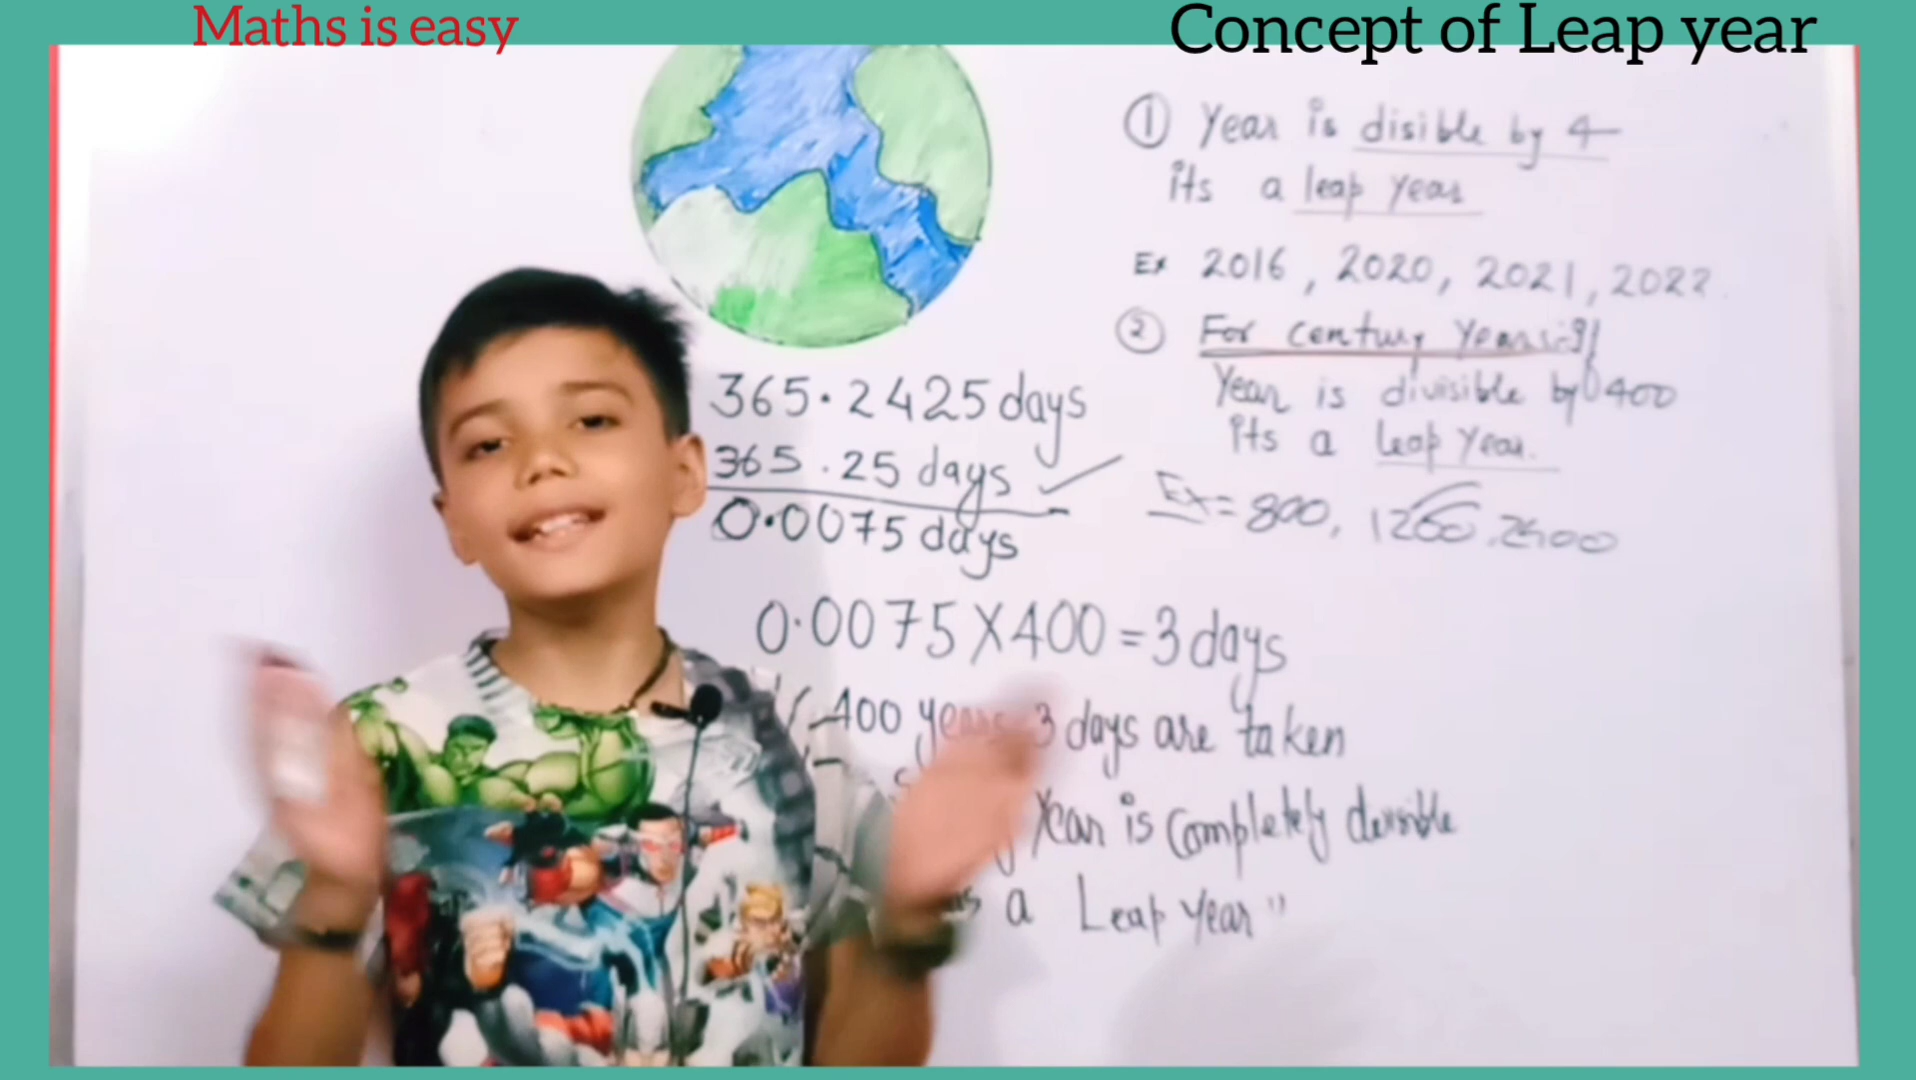 Maths is easy
Concept of Leap year
① Year is disible by 4
its a leap year
Ex 2016, 2020, 2021, 2022
② For century Years:-
Year is divisible by 400
its a leap Year.
Ex= 800, 1200, 2400
365.2425 days
365.25 days ✓
0.0075 days
0.0075 X 400 = 3 days
400 years 3 days are taken
Year is completely
a Leap Year"